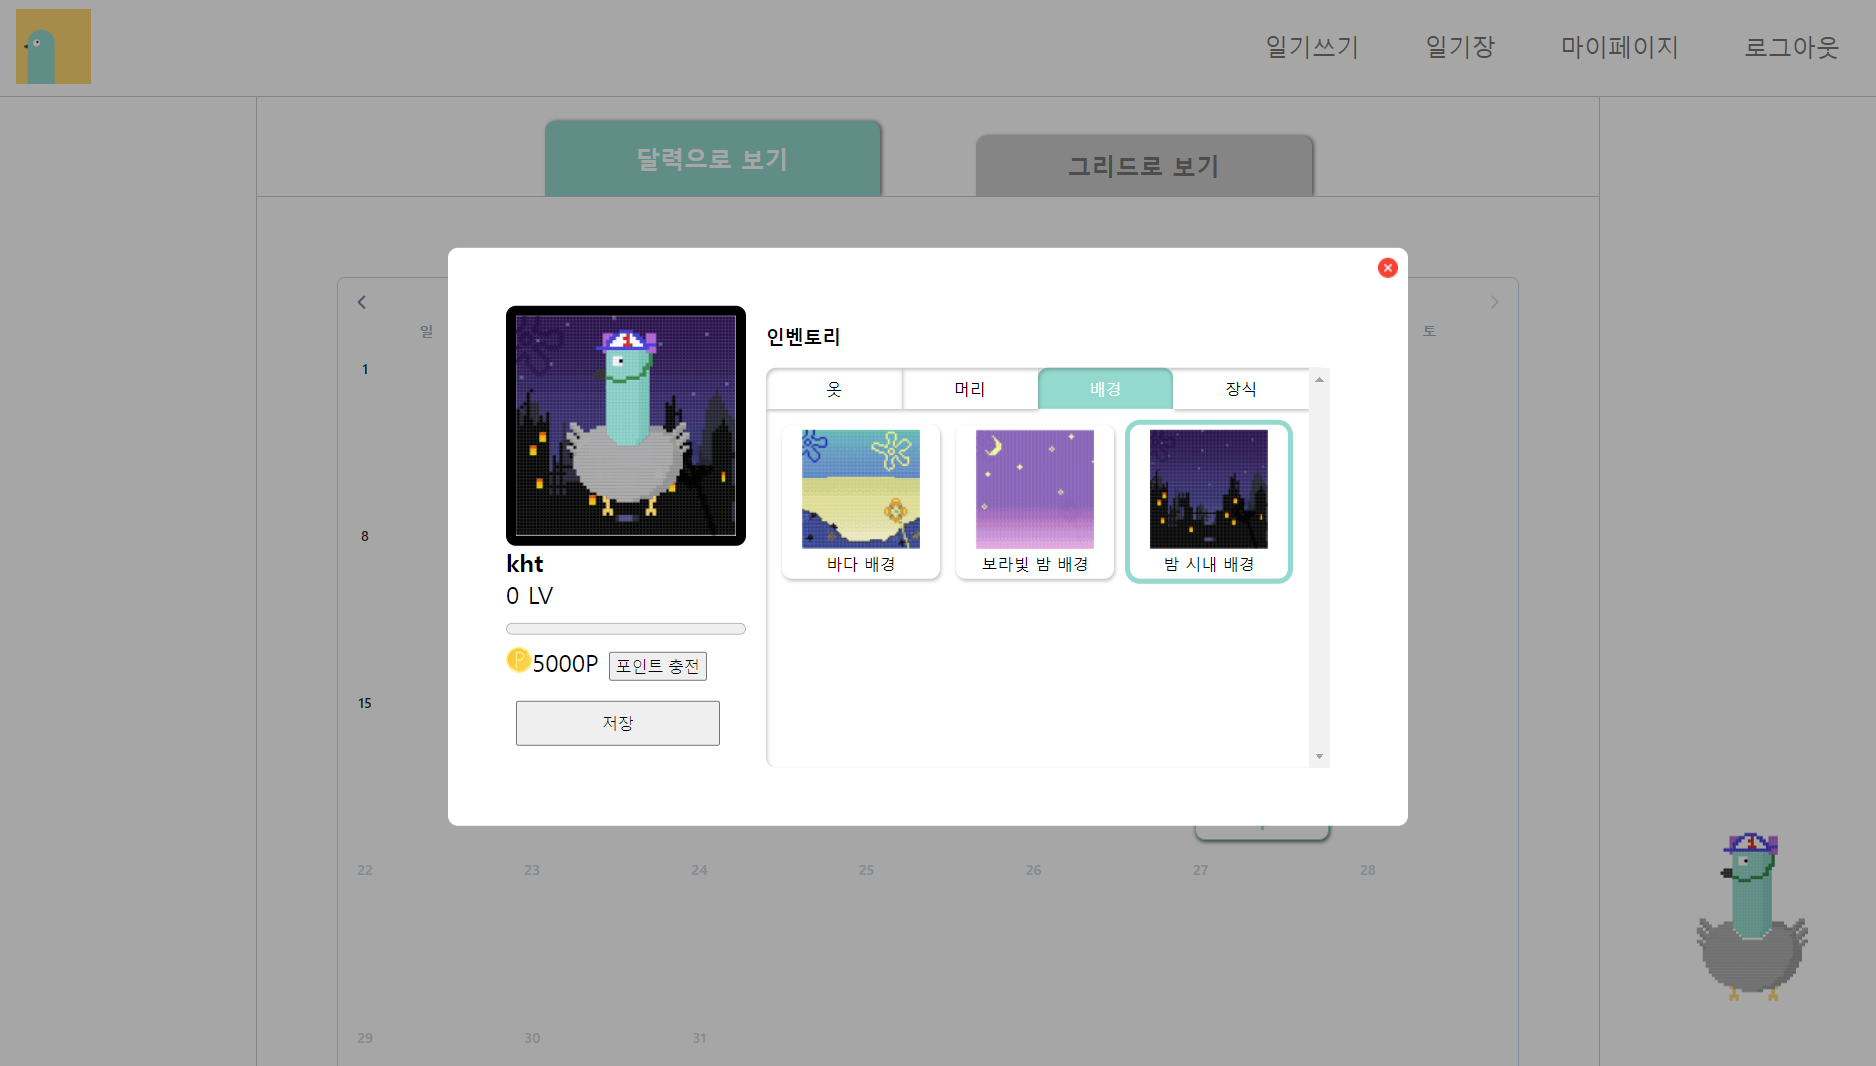 일기쓰기 일기장 마이페이지 로그아웃
달력으로 보기 그리드로 보기
일 토
1
8
15
인벤토리
옷 머리 배경 장식
바다 배경 보라빛 밤 배경 밤 시내 배경
kht
0 LV
P 5000P 포인트 충전
저장
22 23 24 25 26 27 28
29 30 31